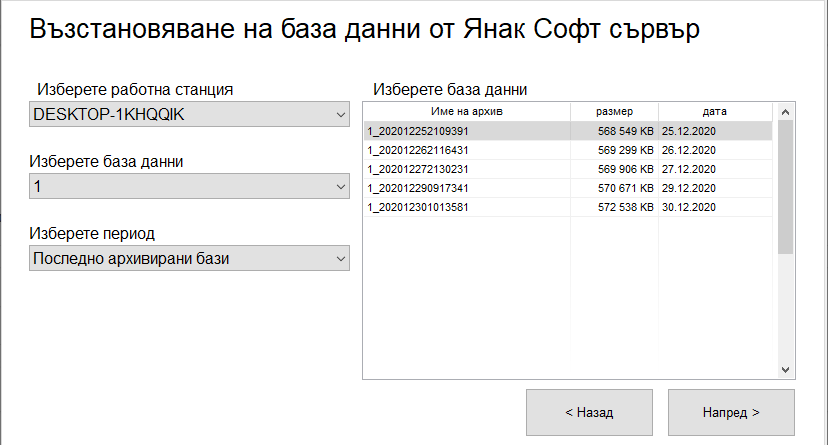 Възстановяване на база данни от Янак Софт сървър
Изберете работна станция
DESKTOP-1KHQQIK
Изберете база данни
1
Изберете период
Последно архивирани бази
Изберете база данни
Име на архив размер дата
1_202012252109391 568 549 KB 25.12.2020
1_202012262116431 569 299 KB 26.12.2020
1_202012272130231 569 906 KB 27.12.2020
1_202012290917341 570 671 KB 29.12.2020
1_202012301013581 572 538 KB 30.12.2020
< Назад Напред >